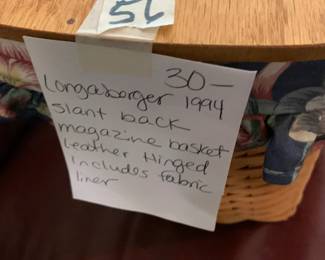 56
30-
Longaberger 1994
slant back
magazine basket
Leather Hinged
includes fabric
liner